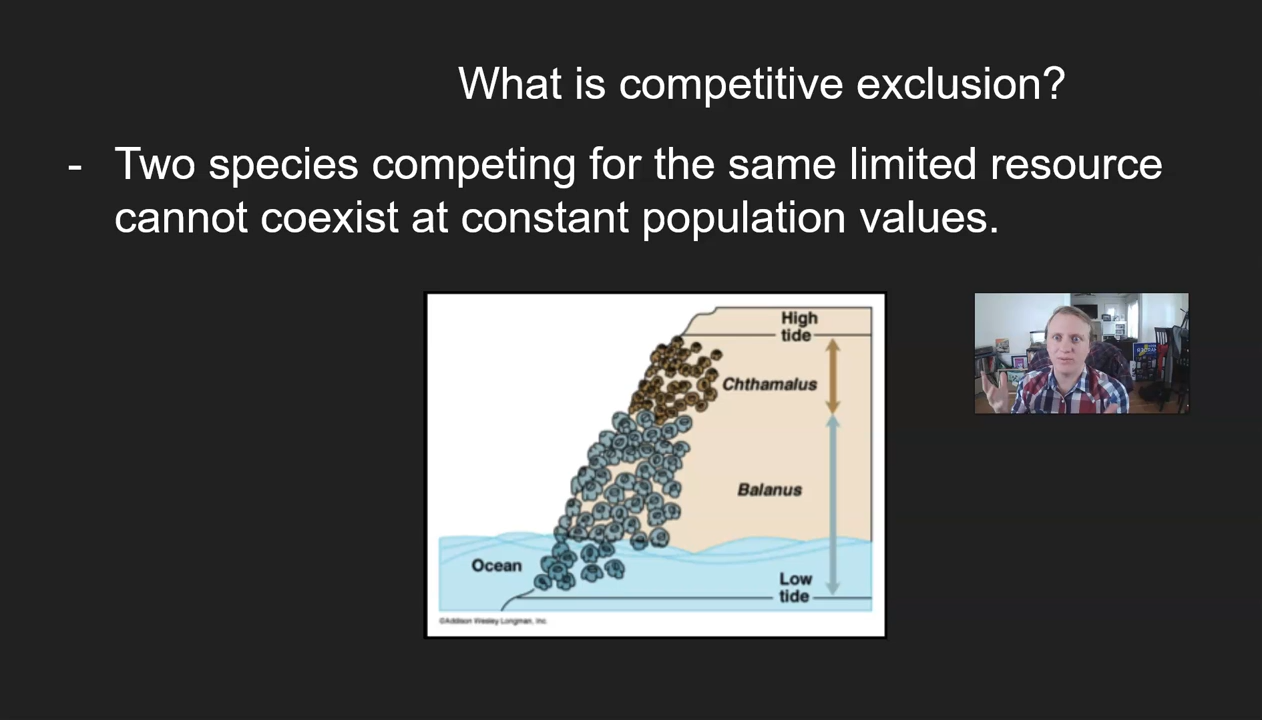 What is competitive exclusion?
- Two species competing for the same limited resource
cannot coexist at constant population values.
High
tide
Chthamalus
Balanus
Ocean
Low
tide
©Addison Wesley Longman, Inc.